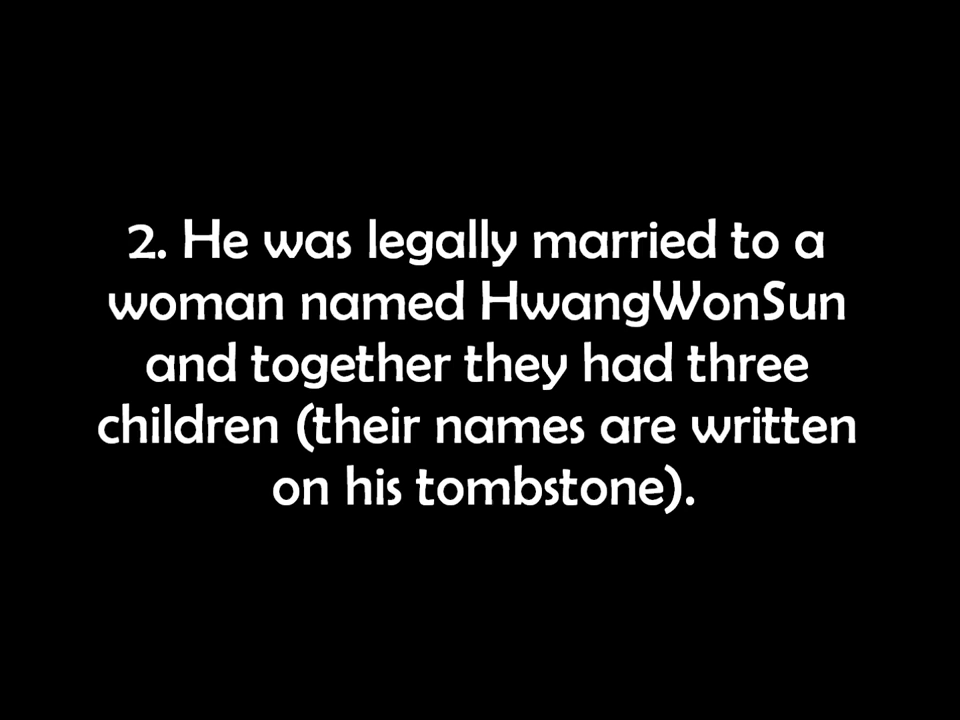 2. He was legally married to a
woman named HwangWonSun
and together they had three
children (their names are written
on his tombstone).